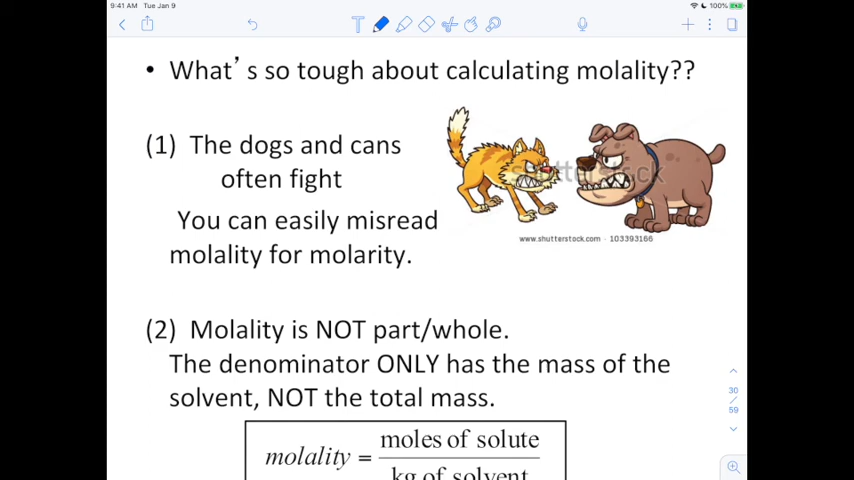 9:41 AM Tue Jan 9
100%
T
• What's so tough about calculating molality??
(1) The dogs and cans
often fight
shutterstock
You can easily misread
www.shutterstock.com · 103393166
molality for molarity.
(2) Molality is NOT part/whole.
The denominator ONLY has the mass of the
solvent, NOT the total mass.
30
/
59
moles of solute
molality =
kg of solvent